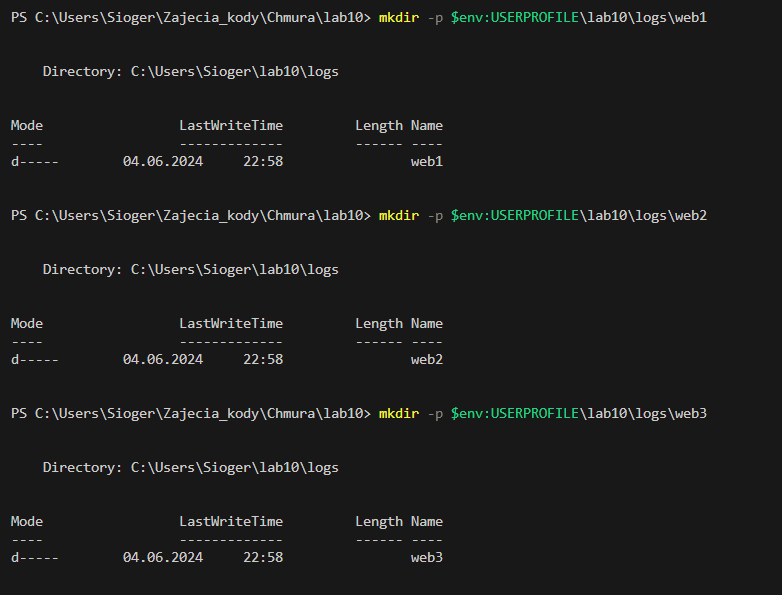 PS C:\Users\Sioger\Zajecia_kody\Chmura\lab10> mkdir -p $env:USERPROFILE\lab10\logs\web1
Directory: C:\Users\Sioger\lab10\logs
Mode LastWriteTime Length Name
---- ------------- ------ ----
d----- 04.06.2024 22:58 web1
PS C:\Users\Sioger\Zajecia_kody\Chmura\lab10> mkdir -p $env:USERPROFILE\lab10\logs\web2
Directory: C:\Users\Sioger\lab10\logs
Mode LastWriteTime Length Name
---- ------------- ------ ----
d----- 04.06.2024 22:58 web2
PS C:\Users\Sioger\Zajecia_kody\Chmura\lab10> mkdir -p $env:USERPROFILE\lab10\logs\web3
Directory: C:\Users\Sioger\lab10\logs
Mode LastWriteTime Length Name
---- ------------- ------ ----
d----- 04.06.2024 22:58 web3